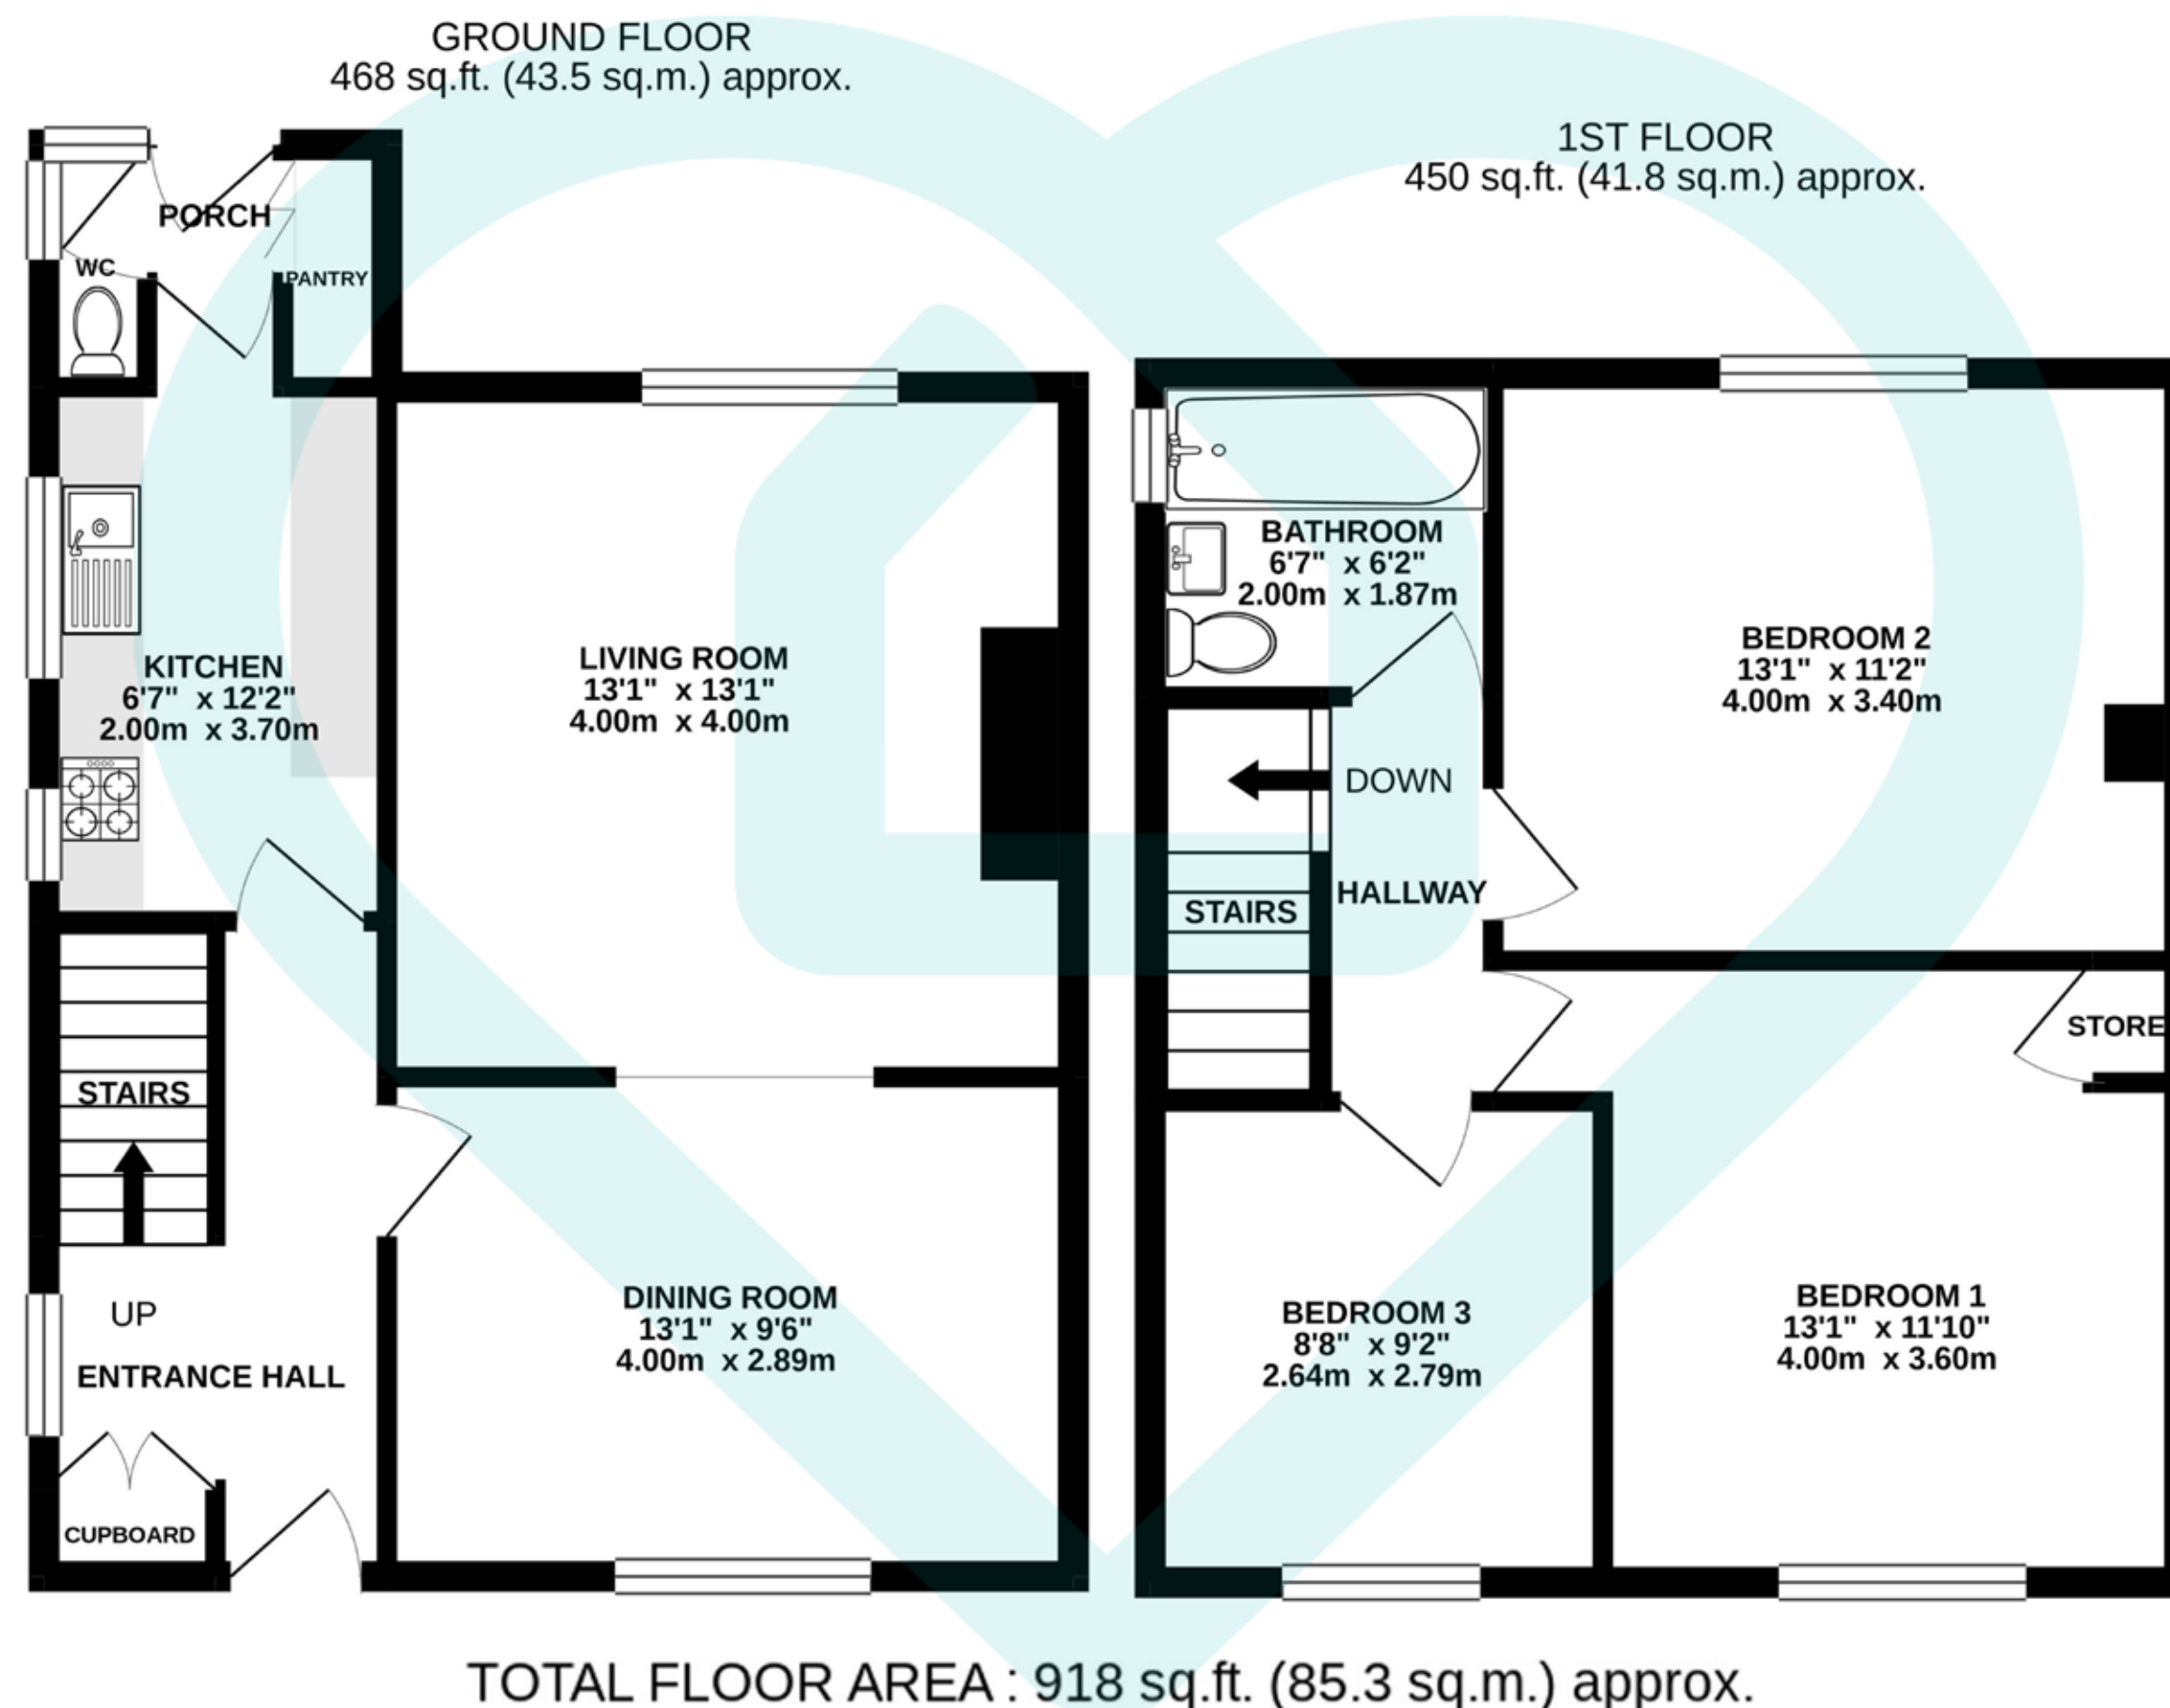 GROUND FLOOR
468 sq.ft. (43.5 sq.m.) approx.
PORCH
WC
PANTRY
KITCHEN
6'7" x 12'2"
2.00m x 3.70m
LIVING ROOM
13'1" x 13'1"
4.00m x 4.00m
STAIRS
UP
ENTRANCE HALL
CUPBOARD
DINING ROOM
13'1" x 9'6"
4.00m x 2.89m
1ST FLOOR
450 sq.ft. (41.8 sq.m.) approx.
BATHROOM
6'7" x 6'2"
2.00m x 1.87m
BEDROOM 2
13'1" x 11'2"
4.00m x 3.40m
DOWN
HALLWAY
STAIRS
STORE
BEDROOM 3
8'8" x 9'2"
2.64m x 2.79m
BEDROOM 1
13'1" x 11'10"
4.00m x 3.60m
TOTAL FLOOR AREA : 918 sq.ft. (85.3 sq.m.) approx.